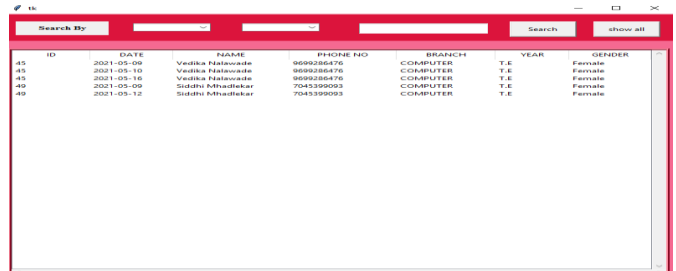 tk
Search By Search show all
ID DATE NAME PHONE NO BRANCH YEAR GENDER
45 2021-05-09 Vedika Nalawade 9699286476 COMPUTER T.E Female
45 2021-05-10 Vedika Nalawade 9699286476 COMPUTER T.E Female
45 2021-05-16 Vedika Nalawade 9699286476 COMPUTER T.E Female
49 2021-05-09 Siddhi Mhadlekar 7045399093 COMPUTER T.E Female
49 2021-05-12 Siddhi Mhadlekar 7045399093 COMPUTER T.E Female